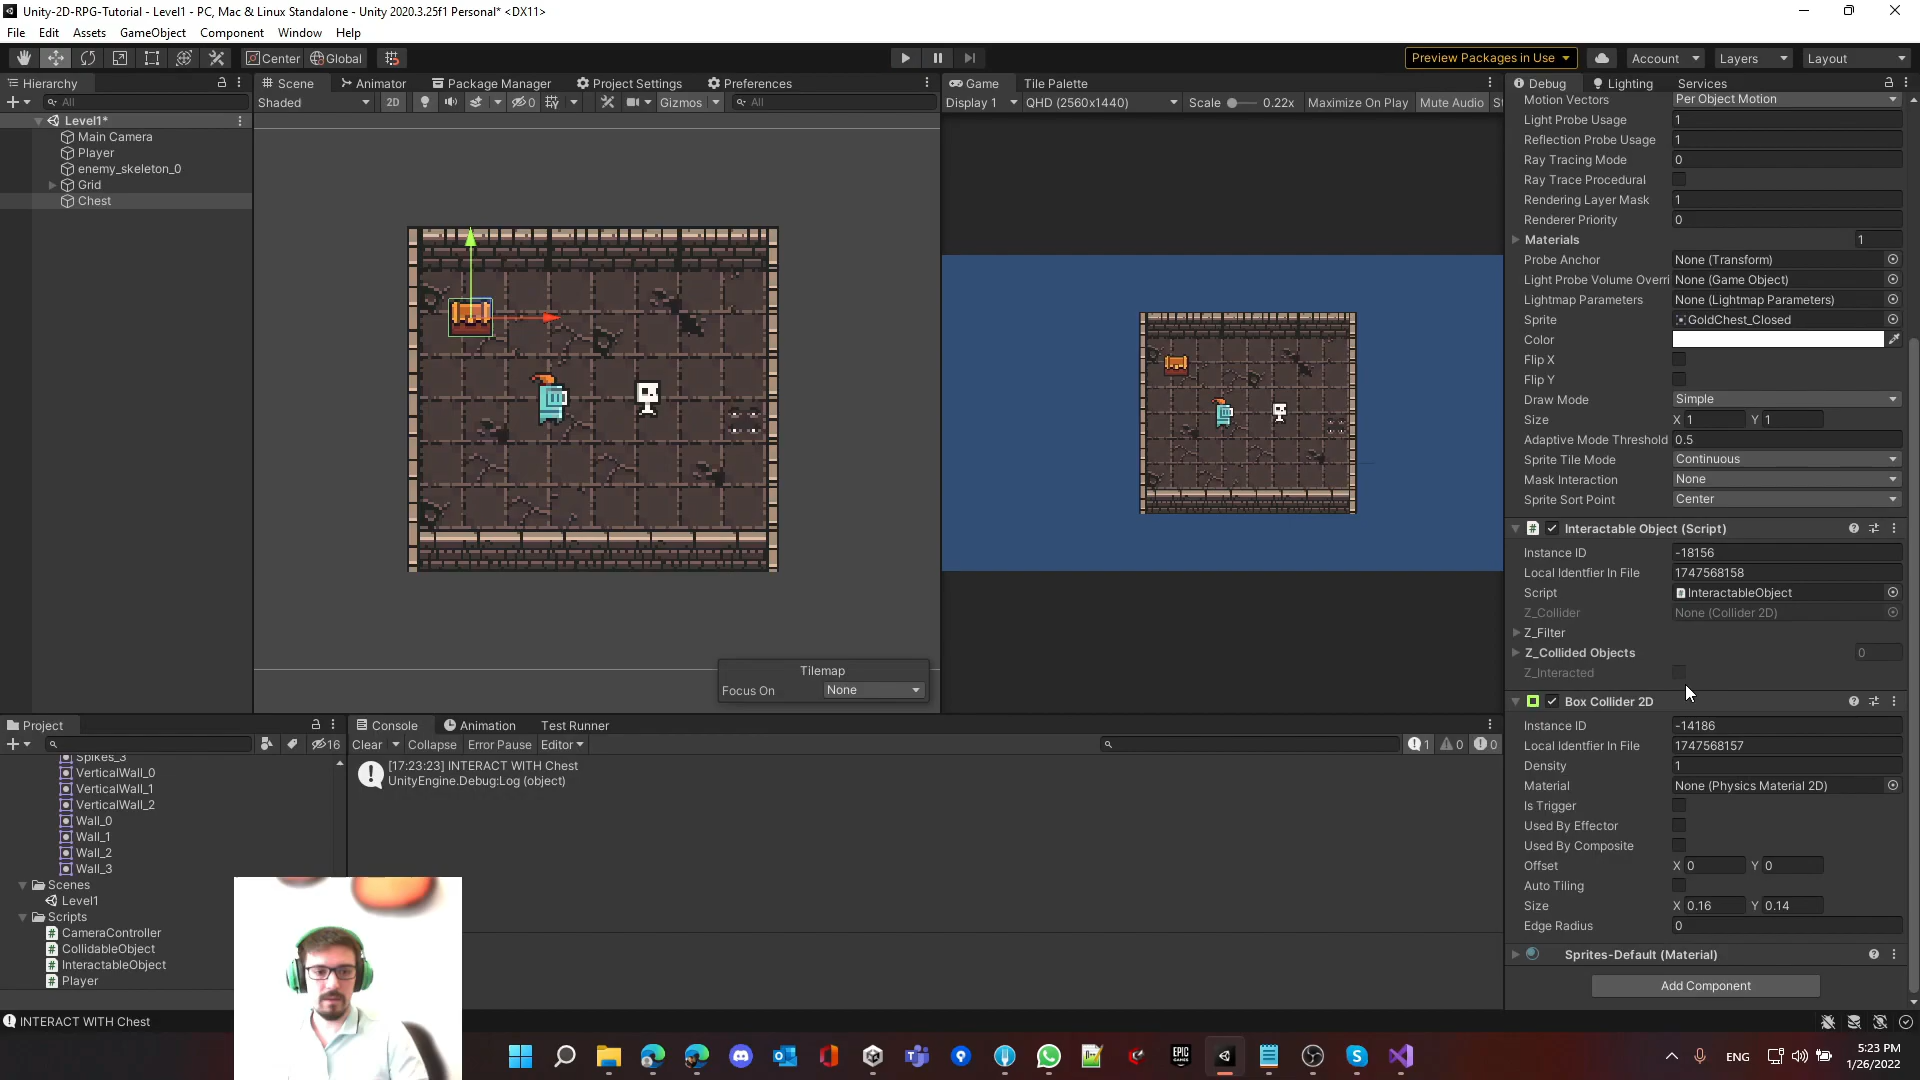 Unity-2D-RPG-Tutorial - Level1 - PC, Mac & Linux Standalone - Unity 2020.3.25f1 Personal* <DX11>
File Edit Assets GameObject Component Window Help
Center Global
Preview Packages in Use Account Layers Layout
Hierarchy
All
Level1*
Main Camera
Player
enemy_skeleton_0
Grid
Chest
Scene Animator Package Manager Project Settings Preferences
Shaded 2D 0 Gizmos All
Tilemap
Focus On None
Game Tile Palette
Display 1 QHD (2560x1440) Scale 0.22x Maximize On Play Mute Audio St
Debug Lighting Services
Motion Vectors Per Object Motion
Light Probe Usage 1
Reflection Probe Usage 1
Ray Tracing Mode 0
Ray Trace Procedural
Rendering Layer Mask 1
Renderer Priority 0
Materials 1
Probe Anchor None (Transform)
Light Probe Volume Overri None (Game Object)
Lightmap Parameters None (Lightmap Parameters)
Sprite GoldChest_Closed
Color
Flip X
Flip Y
Draw Mode Simple
Size X 1 Y 1
Adaptive Mode Threshold 0.5
Sprite Tile Mode Continuous
Mask Interaction None
Sprite Sort Point Center
Interactable Object (Script)
Instance ID -18156
Local Identfier In File 1747568158
Script InteractableObject
Z_Collider None (Collider 2D)
Z_Filter
Z_Collided Objects 0
Z_Interacted
Box Collider 2D
Instance ID -14186
Local Identfier In File 1747568157
Density 1
Material None (Physics Material 2D)
Is Trigger
Used By Effector
Used By Composite
Offset X 0 Y 0
Auto Tiling
Size X 0.16 Y 0.14
Edge Radius 0
Sprites-Default (Material)
Add Component
Project
16
Spikes_3
VerticalWall_0
VerticalWall_1
VerticalWall_2
Wall_0
Wall_1
Wall_2
Wall_3
Scenes
Level1
Scripts
CameraController
CollidableObject
InteractableObject
Player
Console Animation Test Runner
Clear Collapse Error Pause Editor 1 0 0
[17:23:23] INTERACT WITH Chest
UnityEngine.Debug:Log (object)
INTERACT WITH Chest
EPIC GAMES
ENG
5:23 PM
1/26/2022